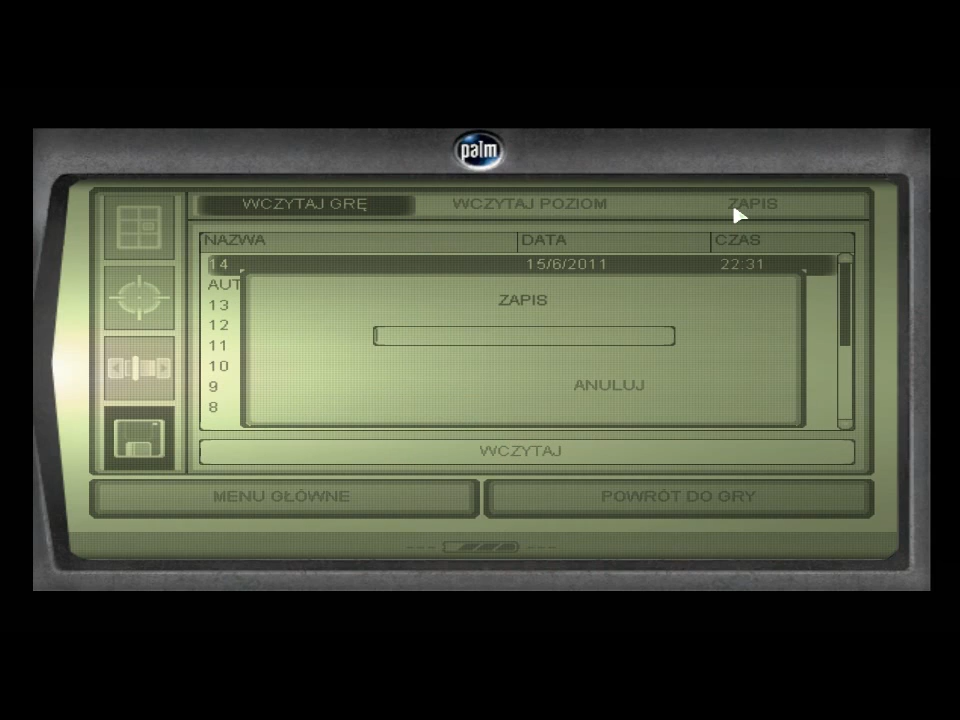 palm
WCZYTAJ GRĘ WCZYTAJ POZIOM ZAPIS
NAZWA DATA CZAS
14 15/6/2011 22:31
AUT
13
12
11
10
9
8
ZAPIS
ANULUJ
WCZYTAJ
MENU GŁÓWNE POWRÓT DO GRY